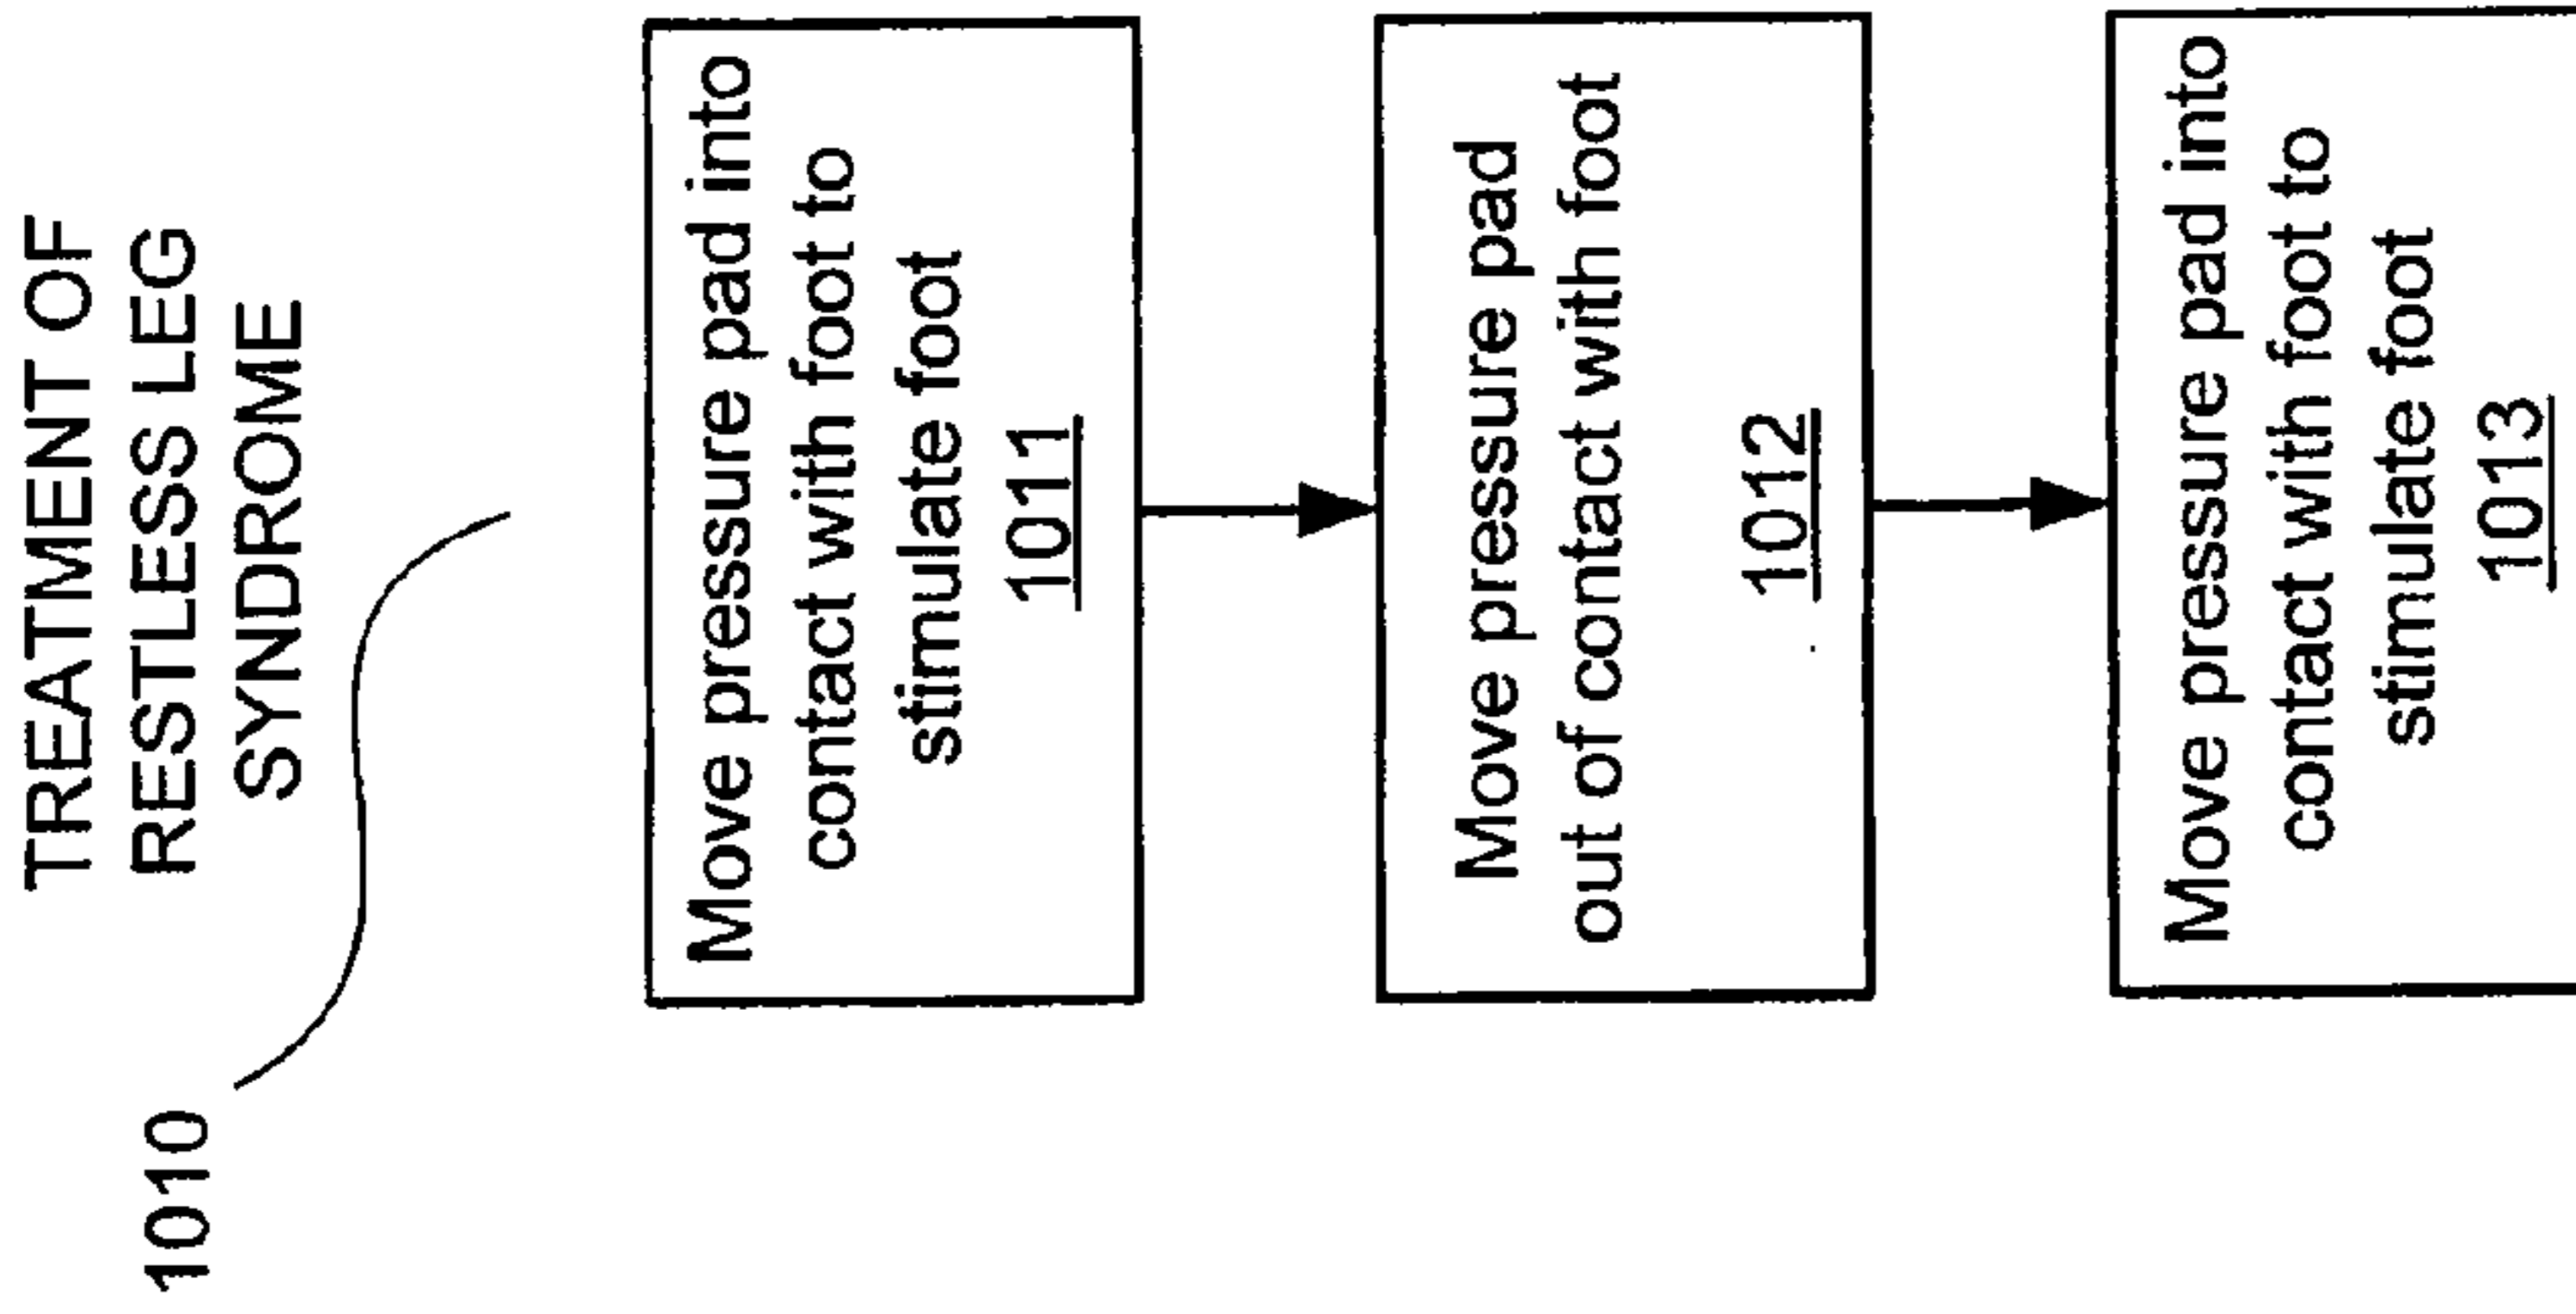 TREATMENT OF
RESTLESS LEG
SYNDROME
1010
Move pressure pad into
contact with foot to
stimulate foot
1011
Move pressure pad
out of contact with foot
1012
Move pressure pad into
contact with foot to
stimulate foot
1013